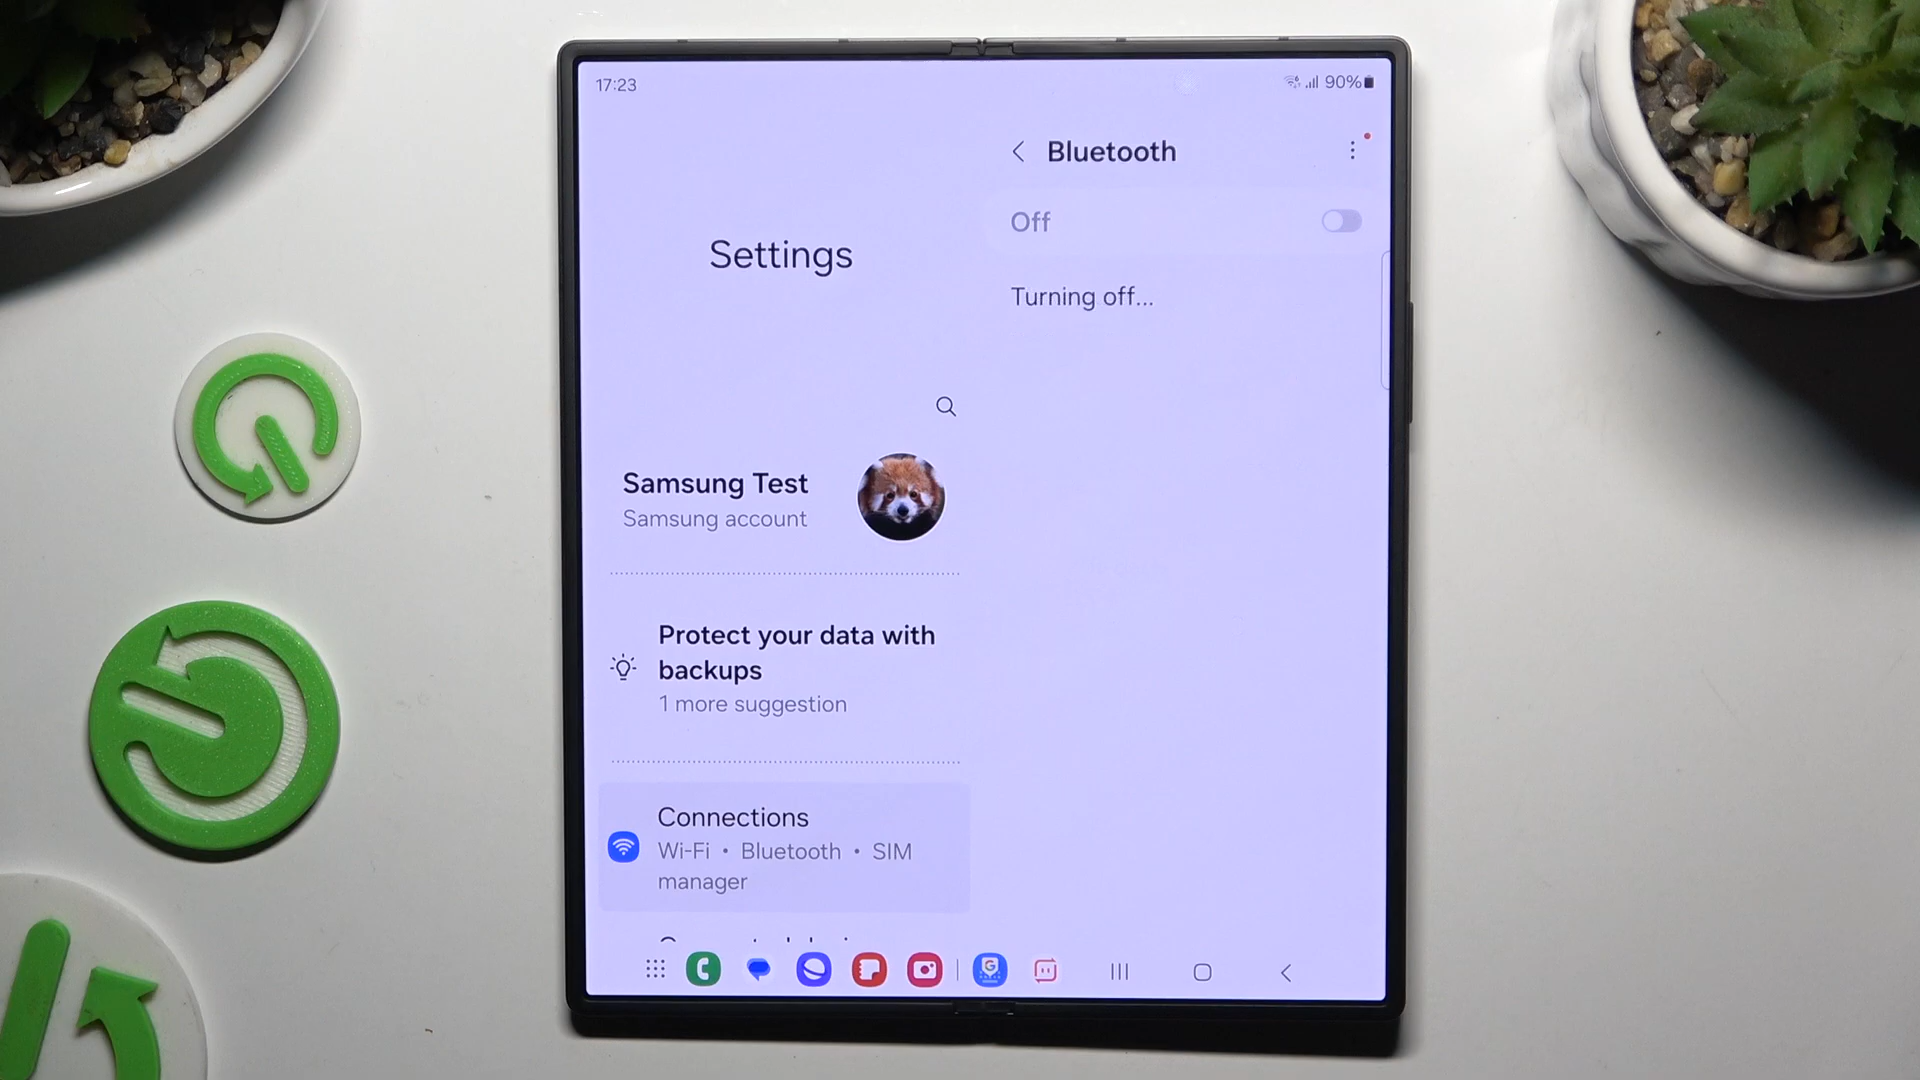 17:23
90%
Settings
Samsung Test
Samsung account
Protect your data with
backups
1 more suggestion
Connections
Wi-Fi • Bluetooth • SIM
manager
Bluetooth
Off
Turning off...